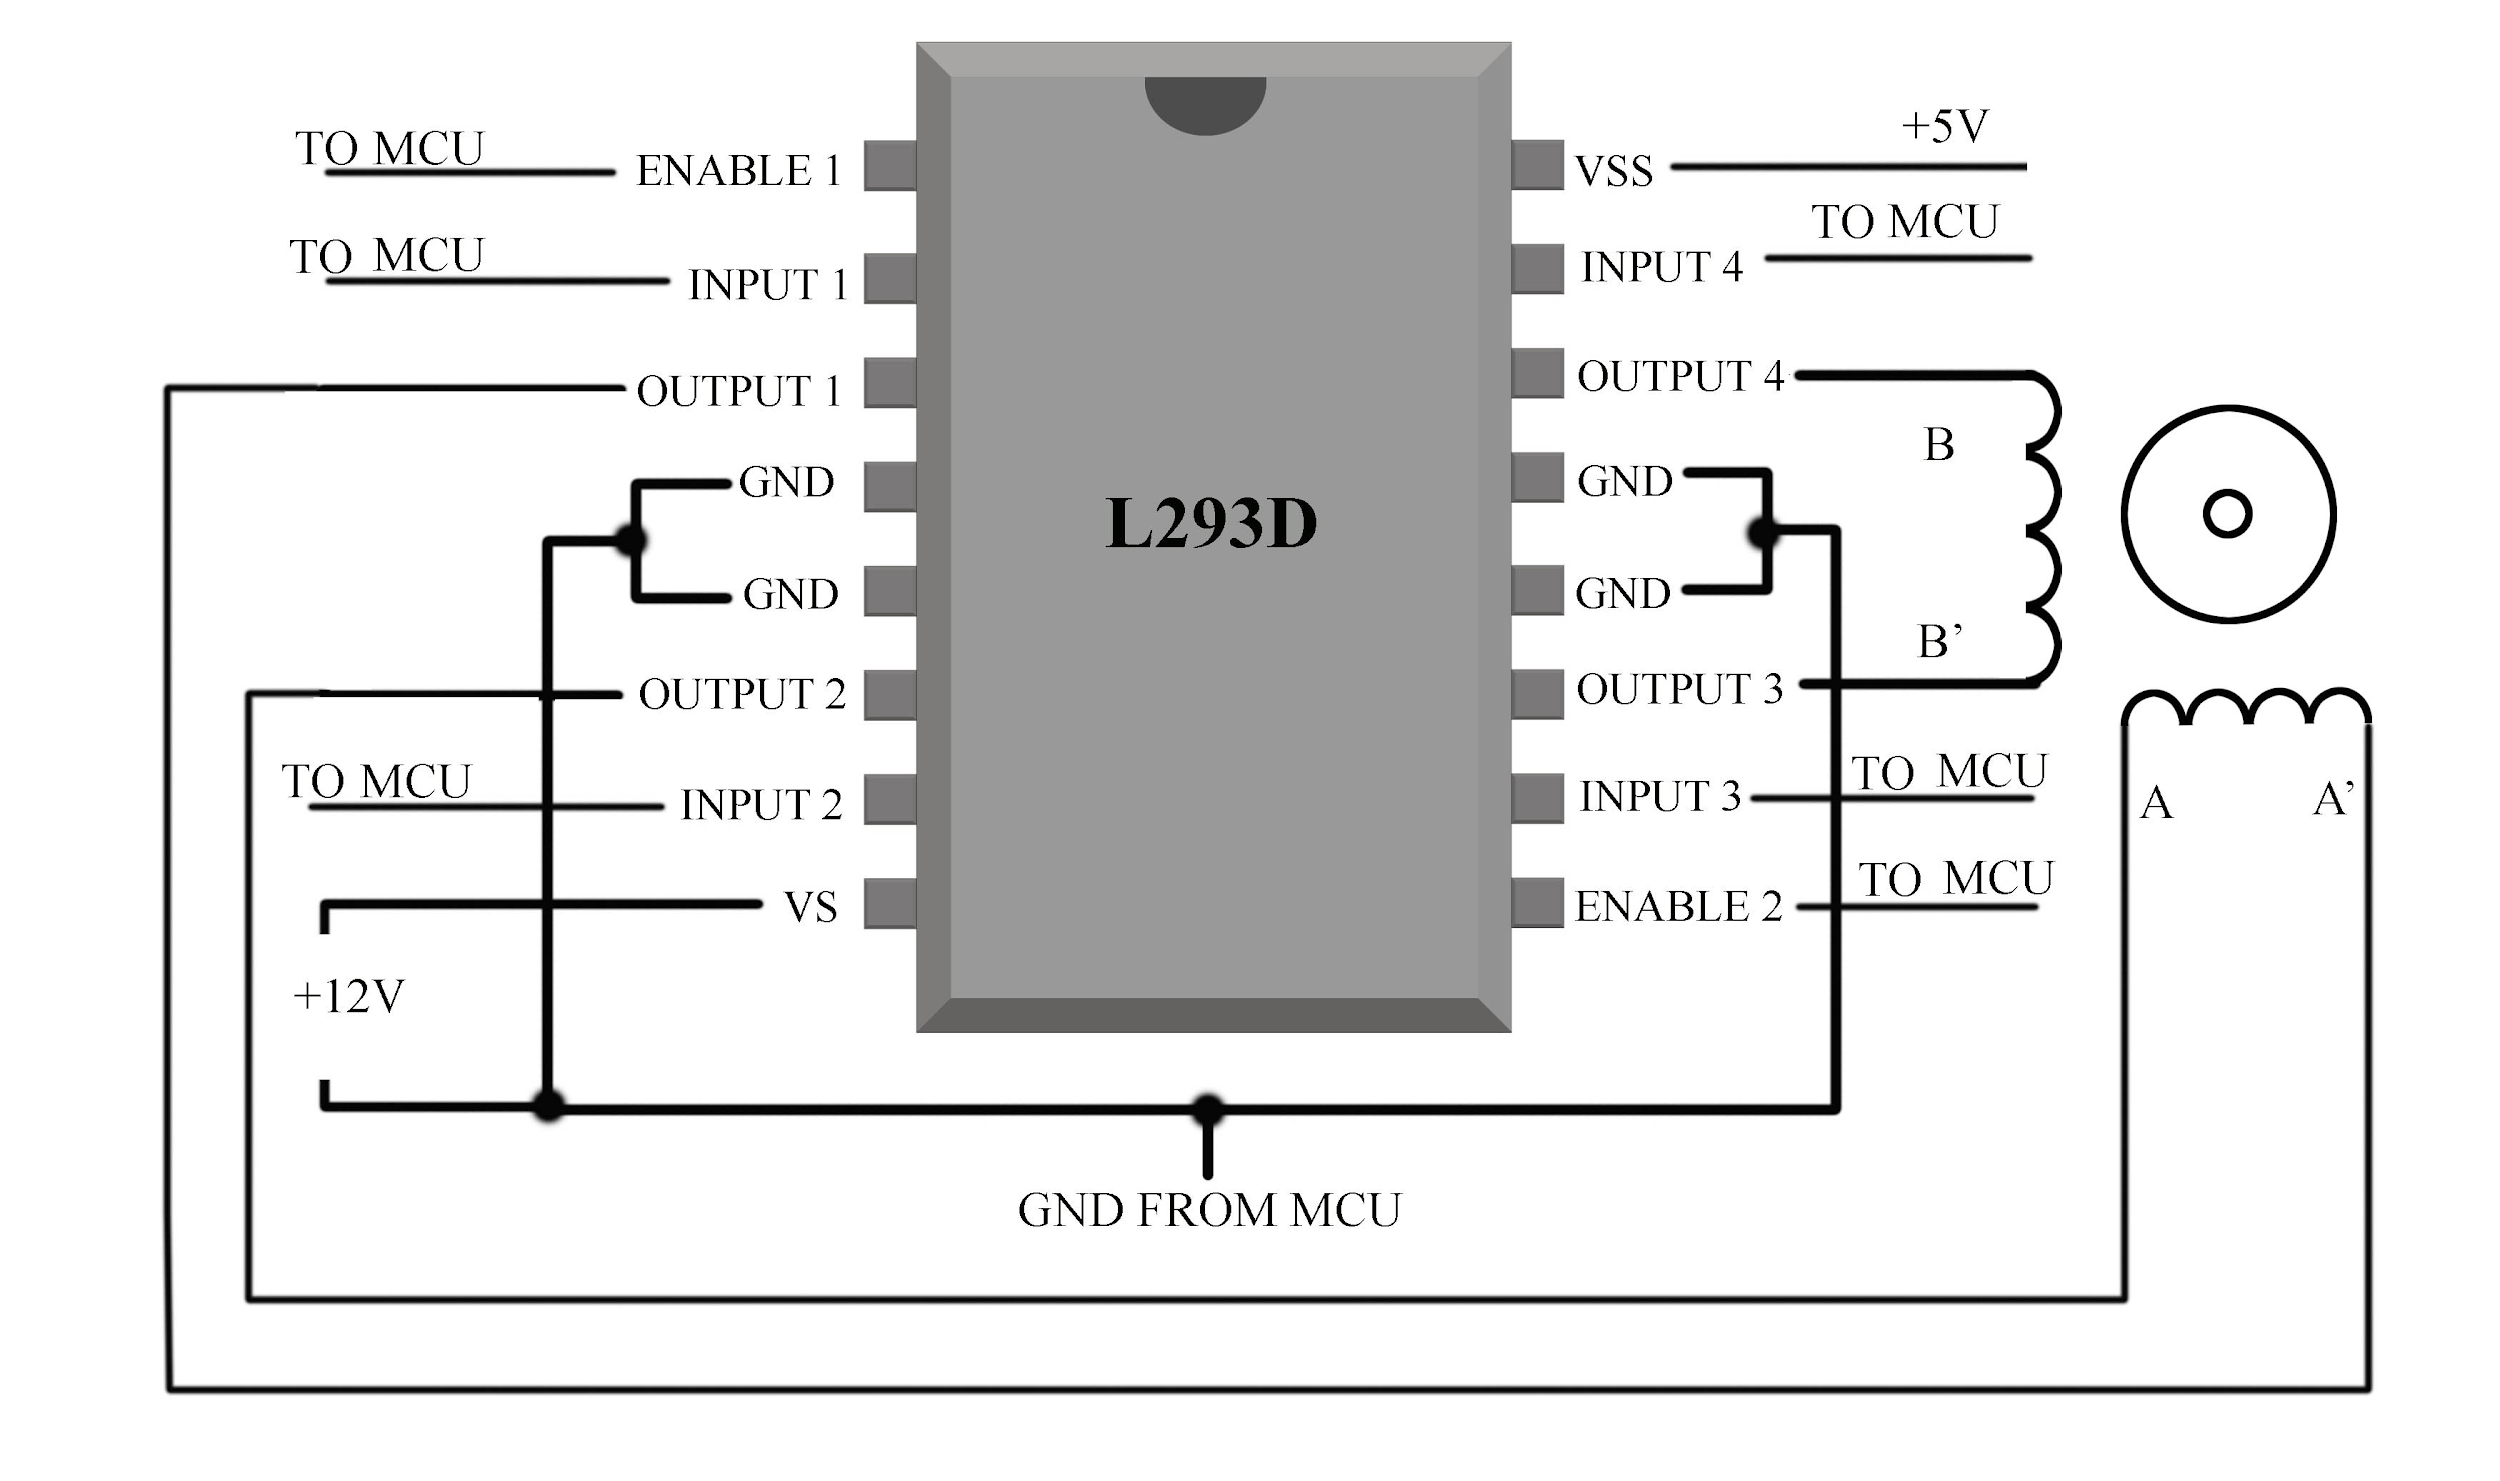 TO MCU
ENABLE 1
TO MCU
INPUT 1
OUTPUT 1
GND
GND
OUTPUT 2
TO MCU
INPUT 2
VS
+12V
L293D
+5V
VSS
TO MCU
INPUT 4
OUTPUT 4
B
GND
GND
B’
OUTPUT 3
TO MCU
INPUT 3
TO MCU
ENABLE 2
A
A’
GND FROM MCU